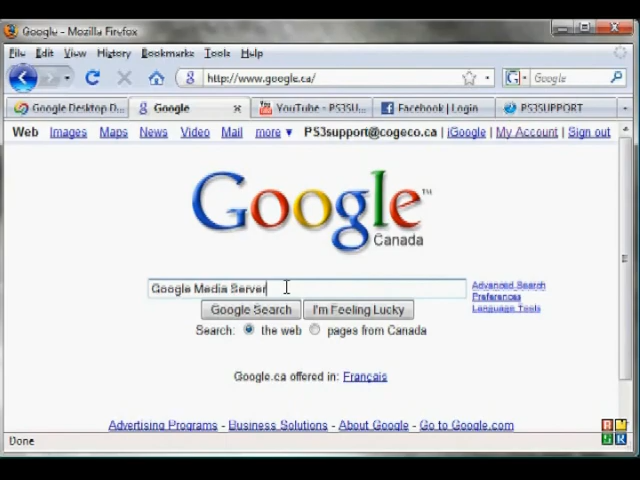 Google - Mozilla Firefox
File Edit View History Bookmarks Tools Help
http://www.google.ca/ Google
Google Desktop D... Google YouTube - PS3SU... Facebook | Login PS3SUPPORT
Web Images Maps News Video Mail more ▼ PS3support@cogeco.ca | iGoogle | My Account | Sign out
Google™
Canada
Google Media Server
Advanced Search
Preferences
Language Tools
Google Search I'm Feeling Lucky
Search: the web pages from Canada
Google.ca offered in: Français
Advertising Programs - Business Solutions - About Google - Go to Google.com
Done